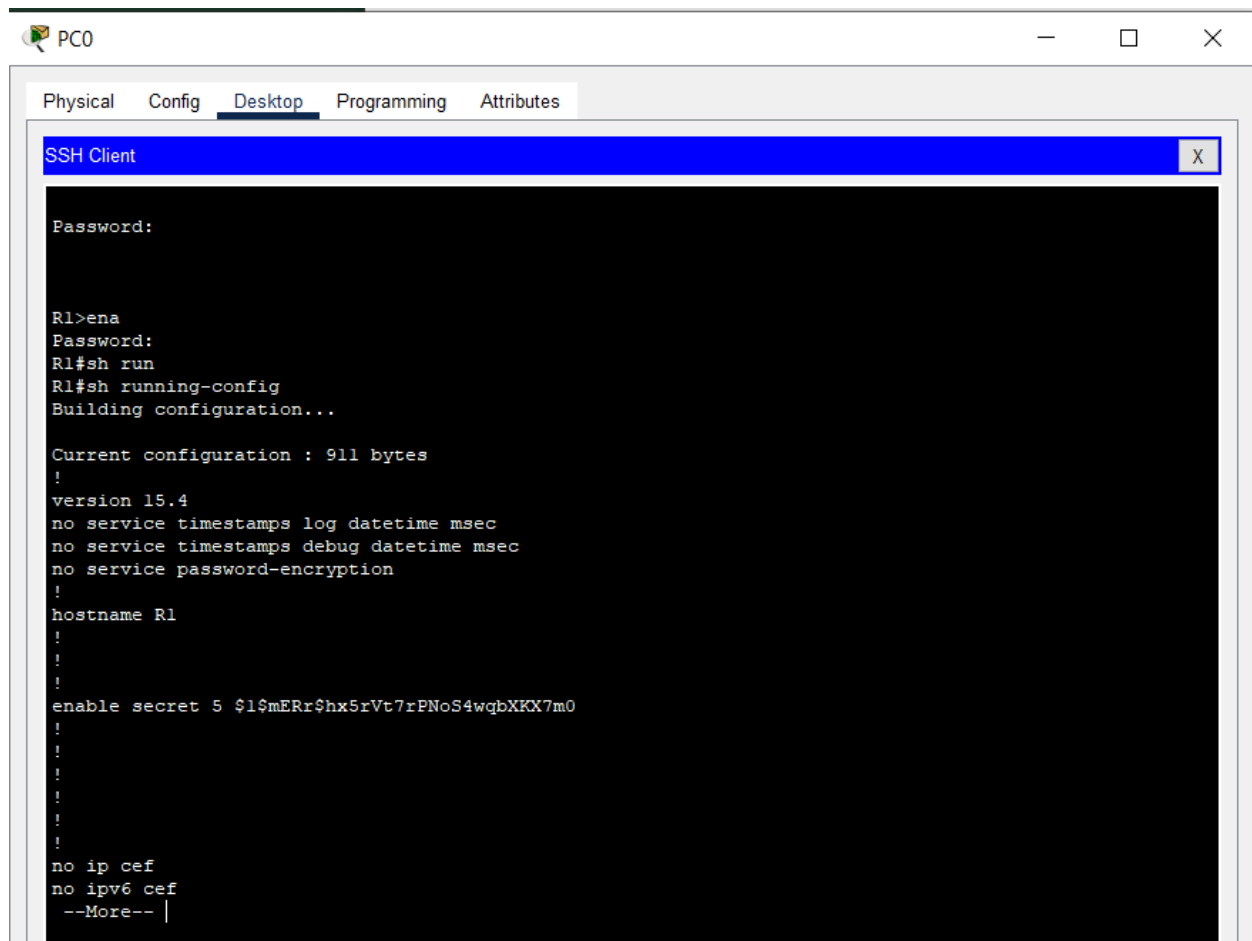 PC0
Physical Config Desktop Programming Attributes
SSH Client X
Password:
R1>ena
Password:
R1#sh run
R1#sh running-config
Building configuration...
Current configuration : 911 bytes
!
version 15.4
no service timestamps log datetime msec
no service timestamps debug datetime msec
no service password-encryption
!
hostname R1
!
!
!
enable secret 5 $1$mERr$hx5rVt7rPNoS4wqbXKX7m0
!
!
!
!
!
!
no ip cef
no ipv6 cef
--More--